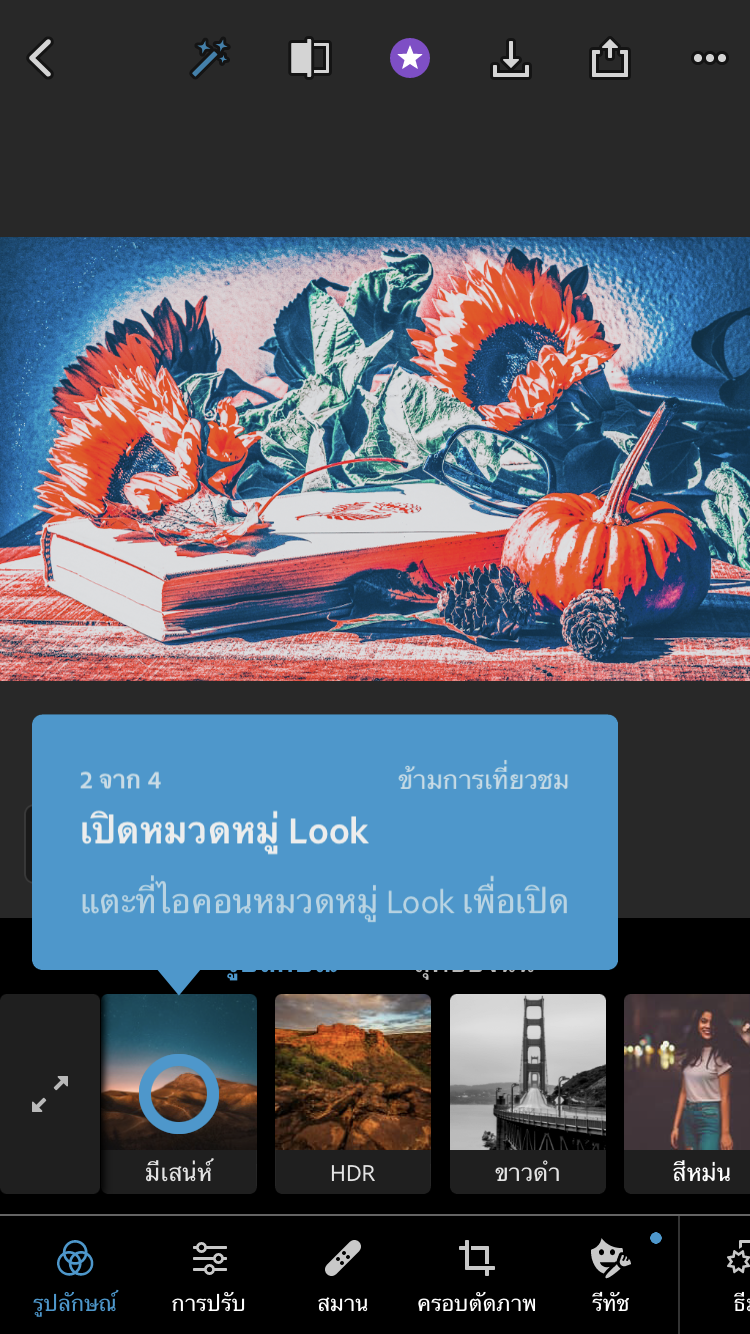 2 จาก 4
ข้ามการเที่ยวชม
เปิดหมวดหมู่ Look
แตะที่ไอคอนหมวดหมู่ Look เพื่อเปิด
มีเสน่ห์
HDR
ขาวดำ
สีหม่น
รูปลักษณ์
การปรับ
สมาน
ครอบตัดภาพ
รีทัช